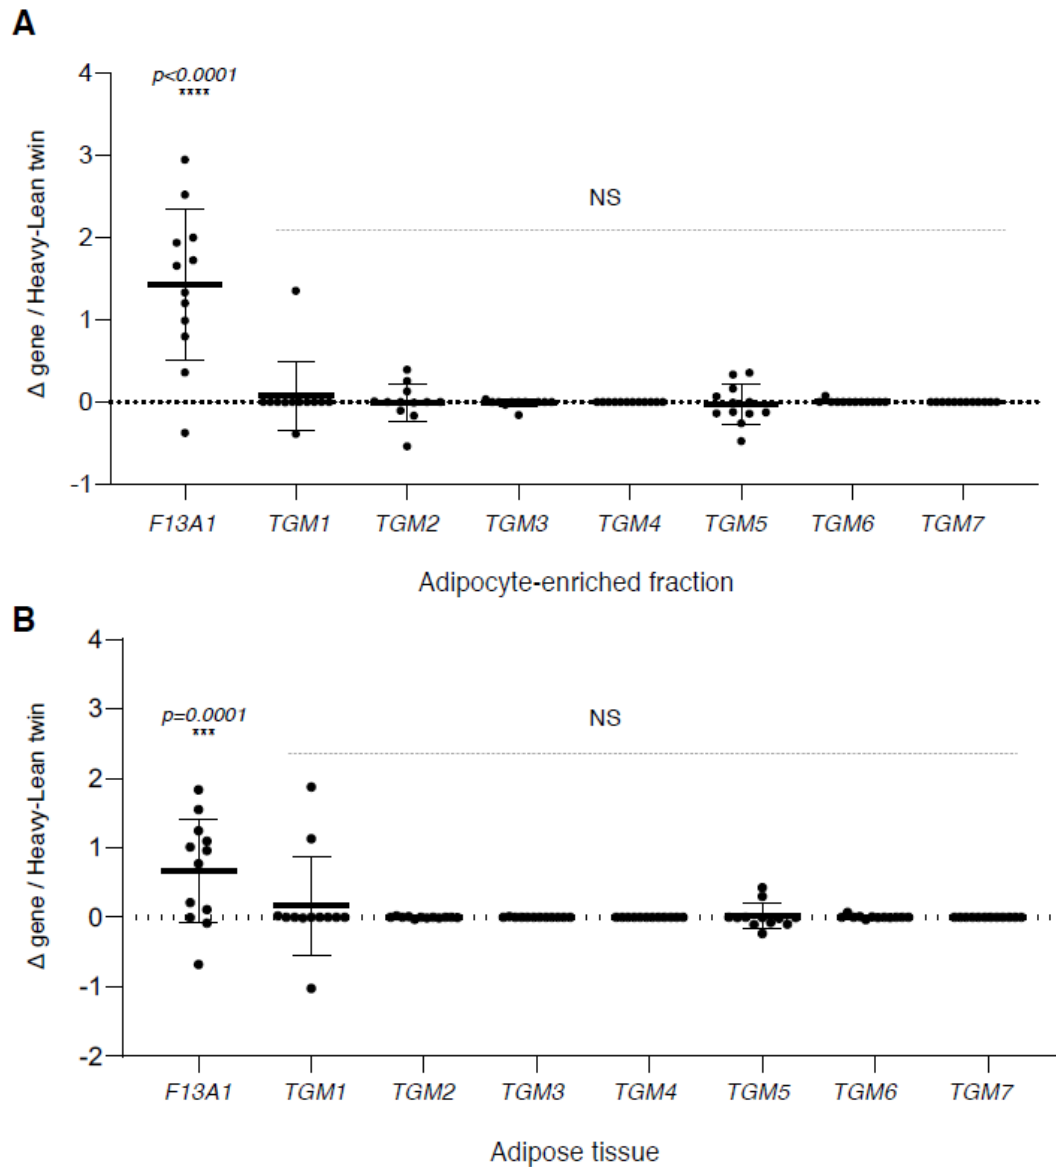 A
p<0.0001
****
4
3
2
1
0
-1
Δ gene / Heavy-Lean twin
NS
F13A1 TGM1 TGM2 TGM3 TGM4 TGM5 TGM6 TGM7
Adipocyte-enriched fraction
B
p=0.0001
***
4
3
2
1
0
-1
-2
Δ gene / Heavy-Lean twin
NS
F13A1 TGM1 TGM2 TGM3 TGM4 TGM5 TGM6 TGM7
Adipose tissue